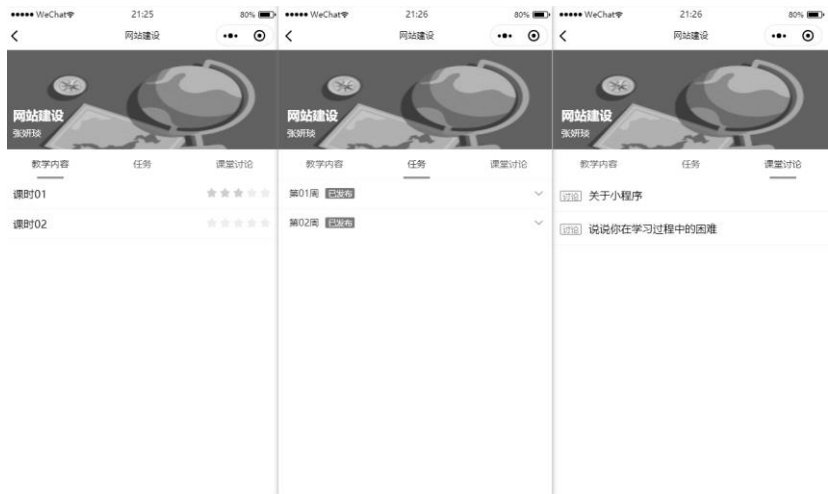 WeChat 21:25 80%
网站建设
网站建设
张妍琰
教学内容 任务 课堂讨论
课时01
课时02
WeChat 21:26 80%
网站建设
网站建设
张妍琰
教学内容 任务 课堂讨论
第01周 已发布
第02周 已发布
WeChat 21:26 80%
网站建设
网站建设
张妍琰
教学内容 任务 课堂讨论
讨论 关于小程序
讨论 说说你在学习过程中的困难